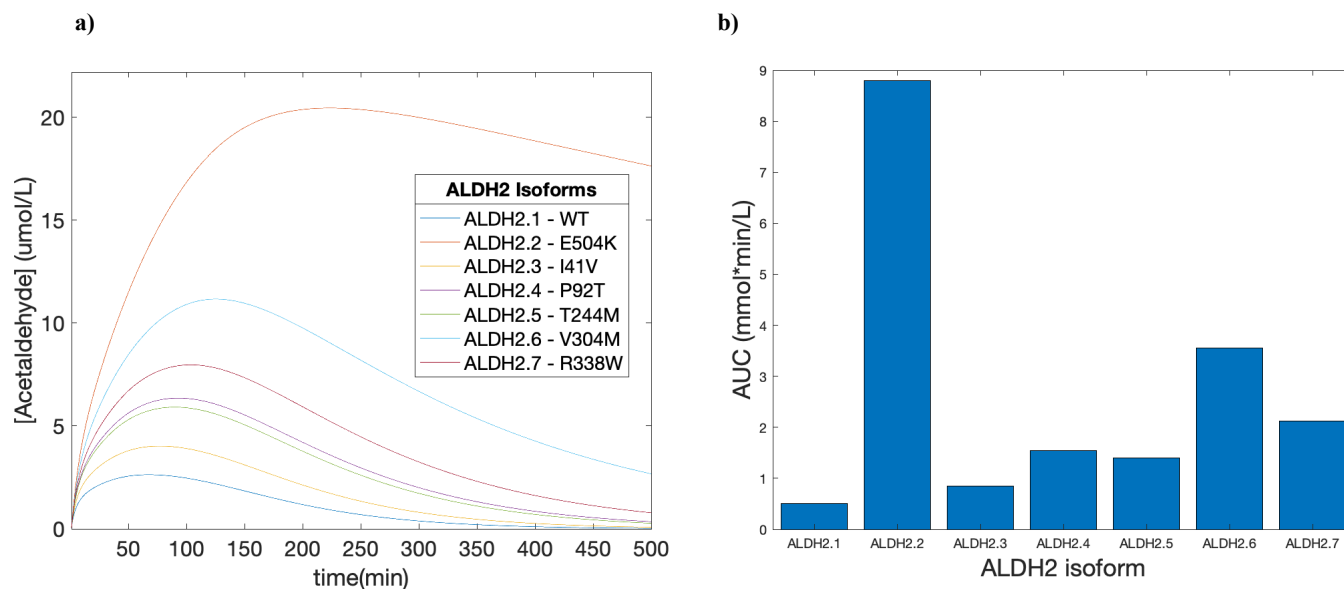 a)
[Acetaldehyde] (umol/L)
20
15
10
5
0
50 100 150 200 250 300 350 400 450 500
time(min)
ALDH2 Isoforms
ALDH2.1 - WT
ALDH2.2 - E504K
ALDH2.3 - I41V
ALDH2.4 - P92T
ALDH2.5 - T244M
ALDH2.6 - V304M
ALDH2.7 - R338W
b)
AUC (mmol*min/L)
9
8
7
6
5
4
3
2
1
0
ALDH2.1 ALDH2.2 ALDH2.3 ALDH2.4 ALDH2.5 ALDH2.6 ALDH2.7
ALDH2 isoform